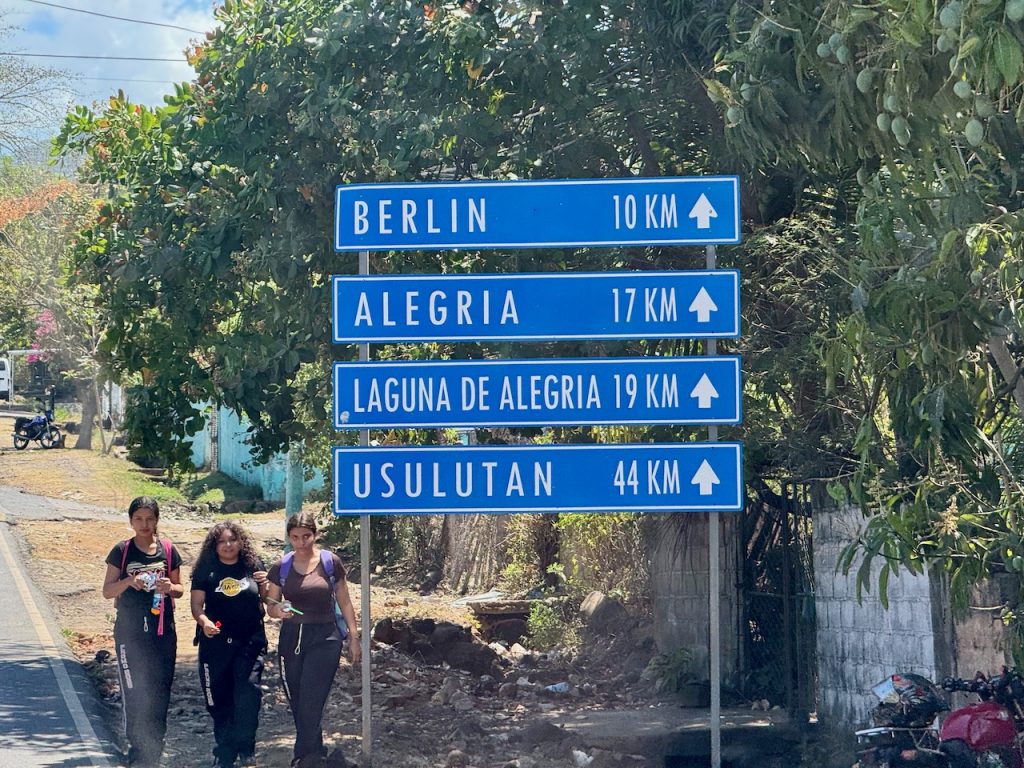 BERLIN 10 KM
ALEGRIA 17 KM
LAGUNA DE ALEGRIA 19 KM
USULUTAN 44 KM